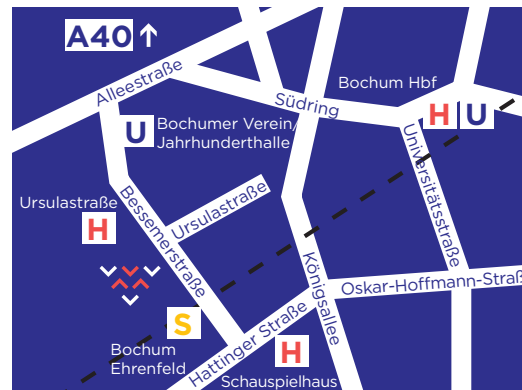 A40 ↑
Alleestraße
Südring
Bochum Hbf
H U
U Bochumer Verein/
Jahrhunderthalle
Universitätsstraße
Ursulastraße
H
Bessemerstraße
Ursulastraße
Königsallee
Oskar-Hoffmann-Straß
S
Bochum
Ehrenfeld
Hattinger Straße
H
Schauspielhaus